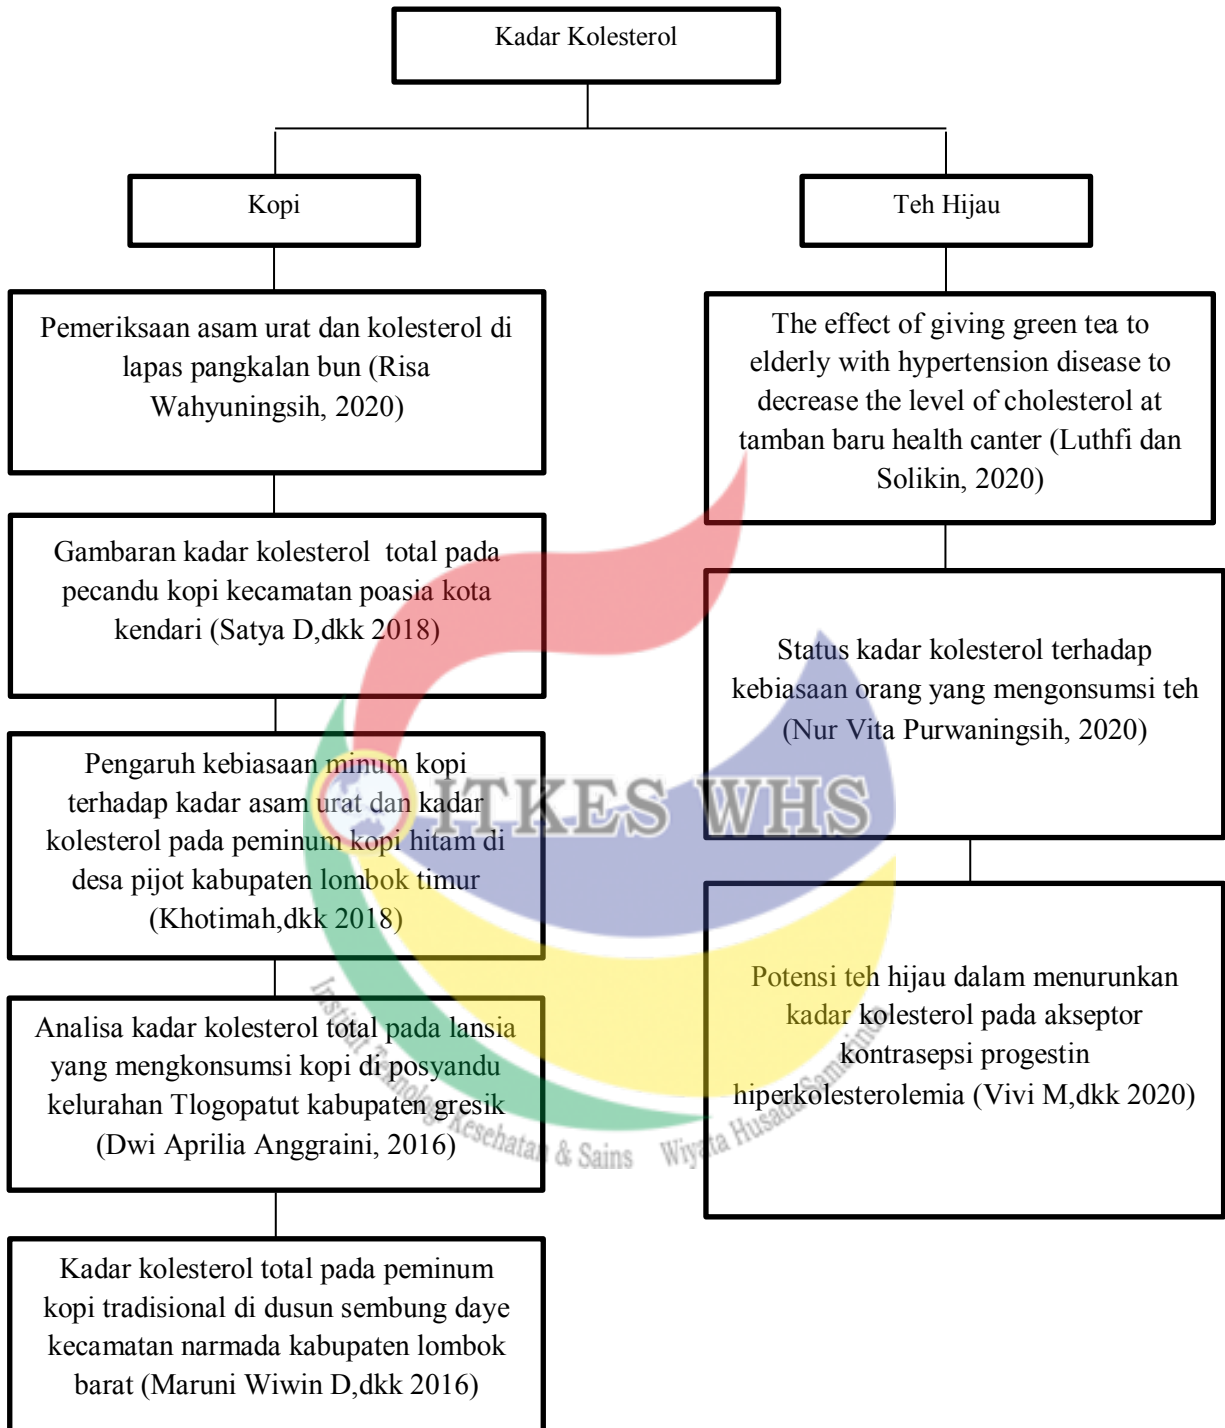 Kadar Kolesterol
Kopi
Teh Hijau
Pemeriksaan asam urat dan kolesterol di
lapas pangkalan bun (Risa
Wahyuningsih, 2020)
Gambaran kadar kolesterol total pada
pecandu kopi kecamatan poasia kota
kendari (Satya D,dkk 2018)
Pengaruh kebiasaan minum kopi
terhadap kadar asam urat dan kadar
kolesterol pada peminum kopi hitam di
desa pijot kabupaten lombok timur
(Khotimah,dkk 2018)
Analisa kadar kolesterol total pada lansia
yang mengkonsumsi kopi di posyandu
kelurahan Tlogopatut kabupaten gresik
(Dwi Aprilia Anggraini, 2016)
Kadar kolesterol total pada peminum
kopi tradisional di dusun sembung daye
kecamatan narmada kabupaten lombok
barat (Maruni Wiwin D,dkk 2016)
The effect of giving green tea to
elderly with hypertension disease to
decrease the level of cholesterol at
tamban baru health canter (Luthfi dan
Solikin, 2020)
Status kadar kolesterol terhadap
kebiasaan orang yang mengonsumsi teh
(Nur Vita Purwaningsih, 2020)
Potensi teh hijau dalam menurunkan
kadar kolesterol pada akseptor
kontrasepsi progestin
hiperkolesterolemia (Vivi M,dkk 2020)
ITKES WHS
Institut Teknologi Kesehatan & Sains Wiyata Husada Samarinda